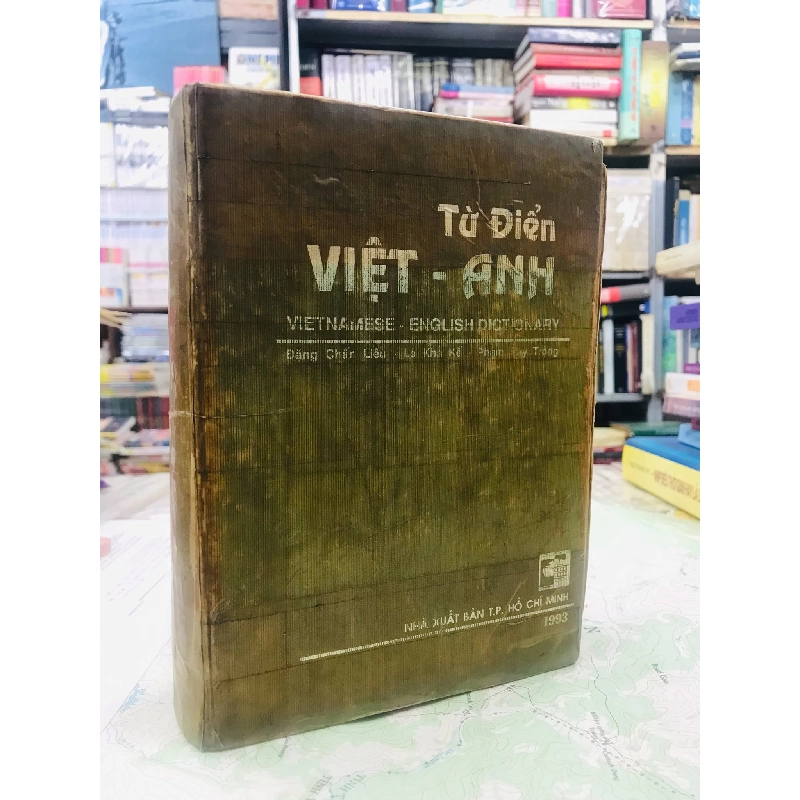 Từ Điển
VIỆT - ANH
VIETNAMESE - ENGLISH DICTIONARY
Đặng Chấn Liêu - Lê Khả Kế - Phạm Duy Trọng
NHÀ XUẤT BẢN T.P. HỒ CHÍ MINH
1993